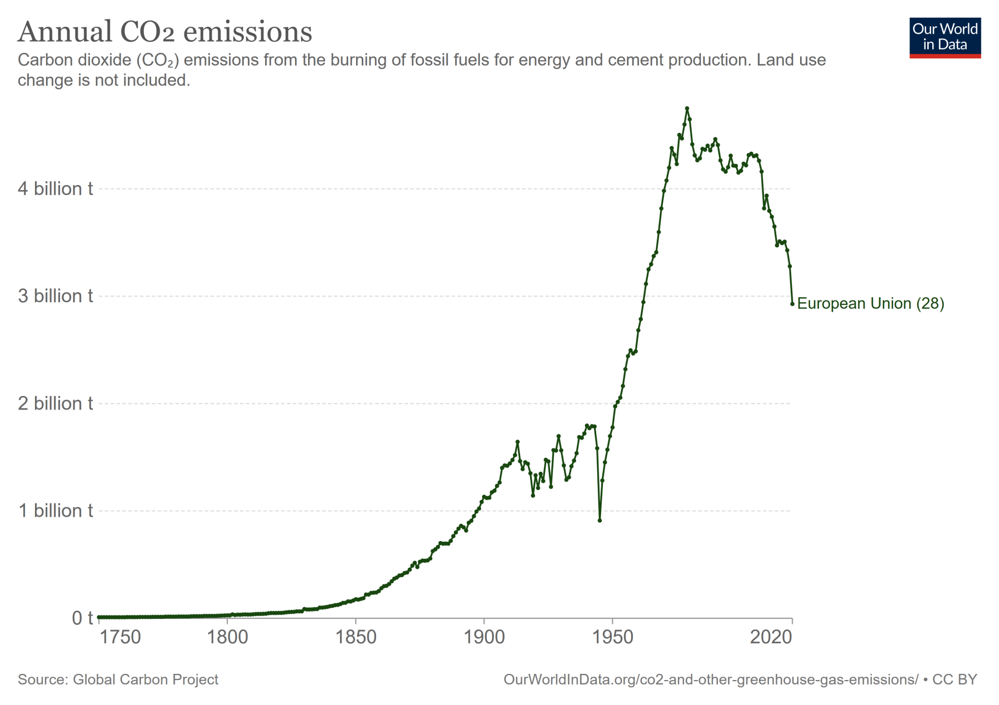 Annual CO2 emissions
Our World
in Data
Carbon dioxide (CO₂) emissions from the burning of fossil fuels for energy and cement production. Land use
change is not included.
4 billion t
3 billion t
European Union (28)
2 billion t
1 billion t
0 t
1750 1800 1850 1900 1950 2020
Source: Global Carbon Project
OurWorldInData.org/co2-and-other-greenhouse-gas-emissions/ • CC BY